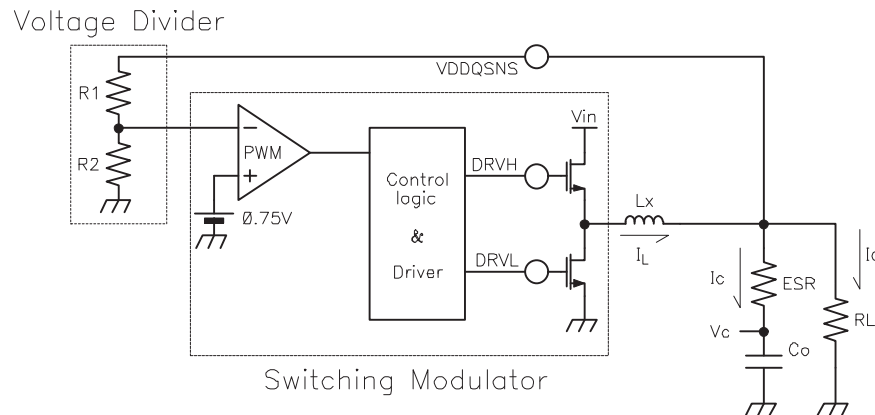 Voltage Divider
VDDQSNS
R1
Vin
PWM
DRVH
R2
Control
logic
&
Driver
Lx
0.75V
IL
DRVL
Ic
ESR
RL
Vc
Co
Switching Modulator